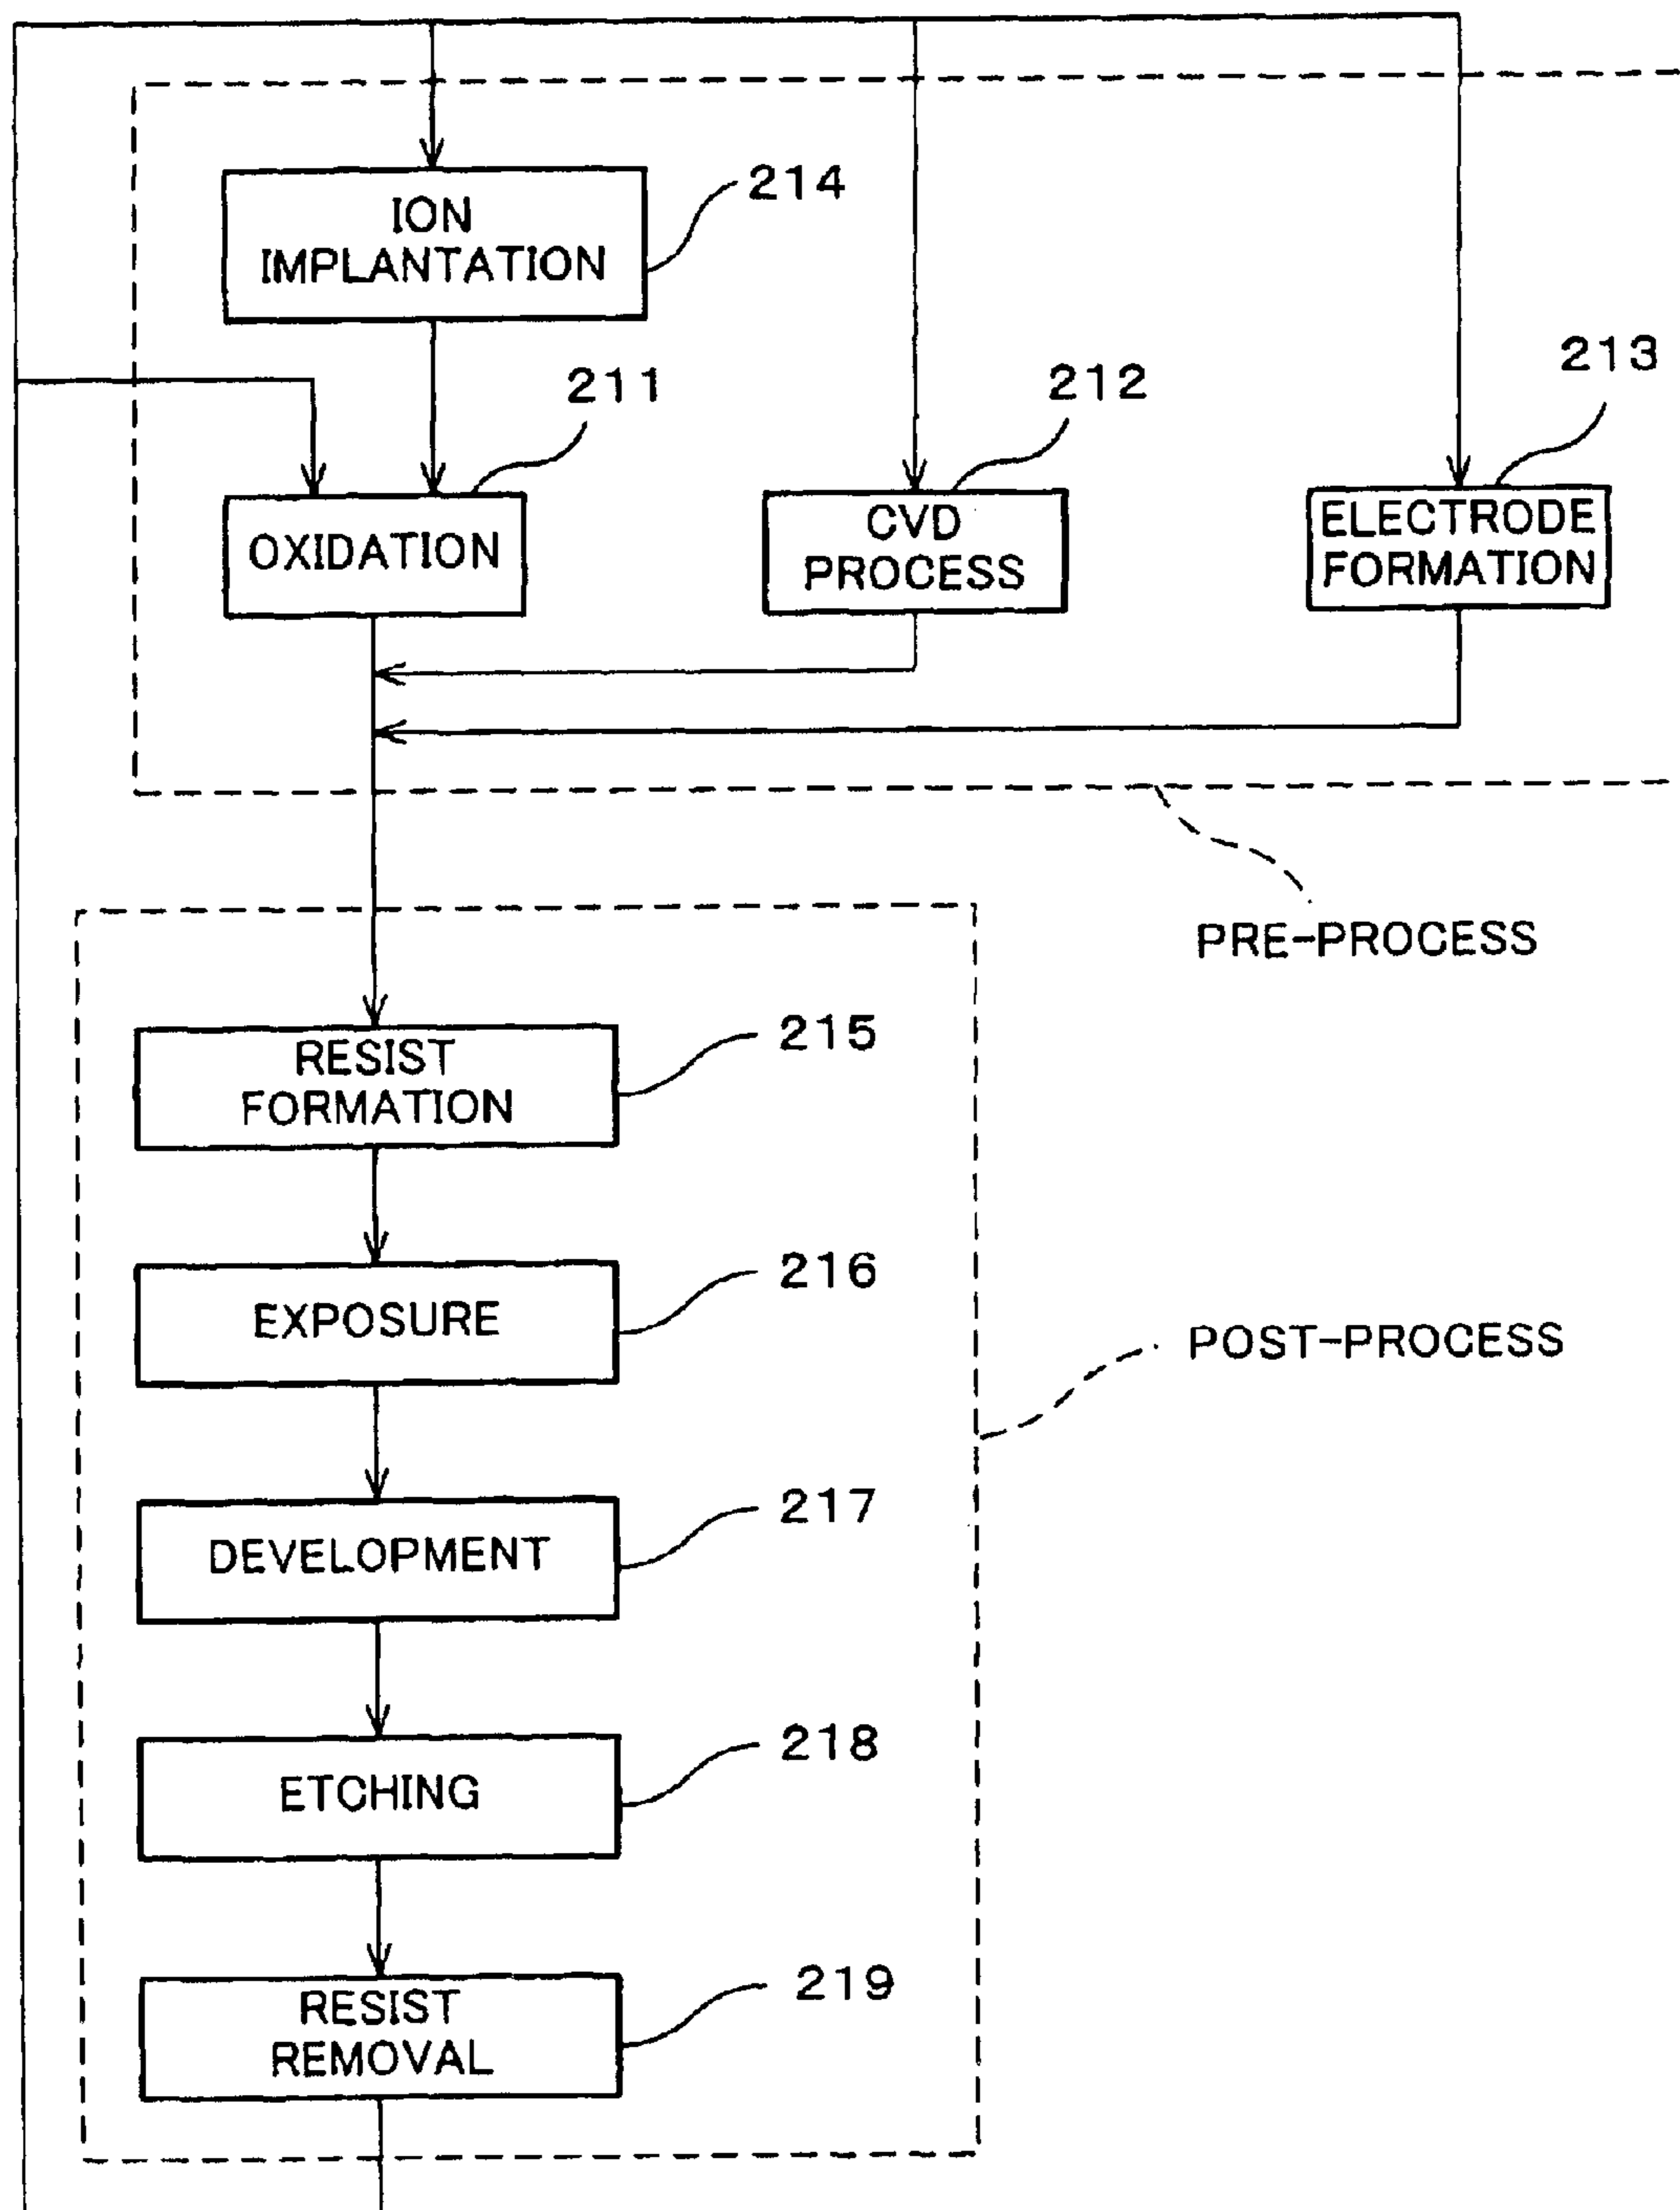 ION
IMPLANTATION
214
211
212
213
OXIDATION
CVD
PROCESS
ELECTRODE
FORMATION
PRE-PROCESS
RESIST
FORMATION
215
EXPOSURE
216
POST-PROCESS
DEVELOPMENT
217
ETCHING
218
RESIST
REMOVAL
219